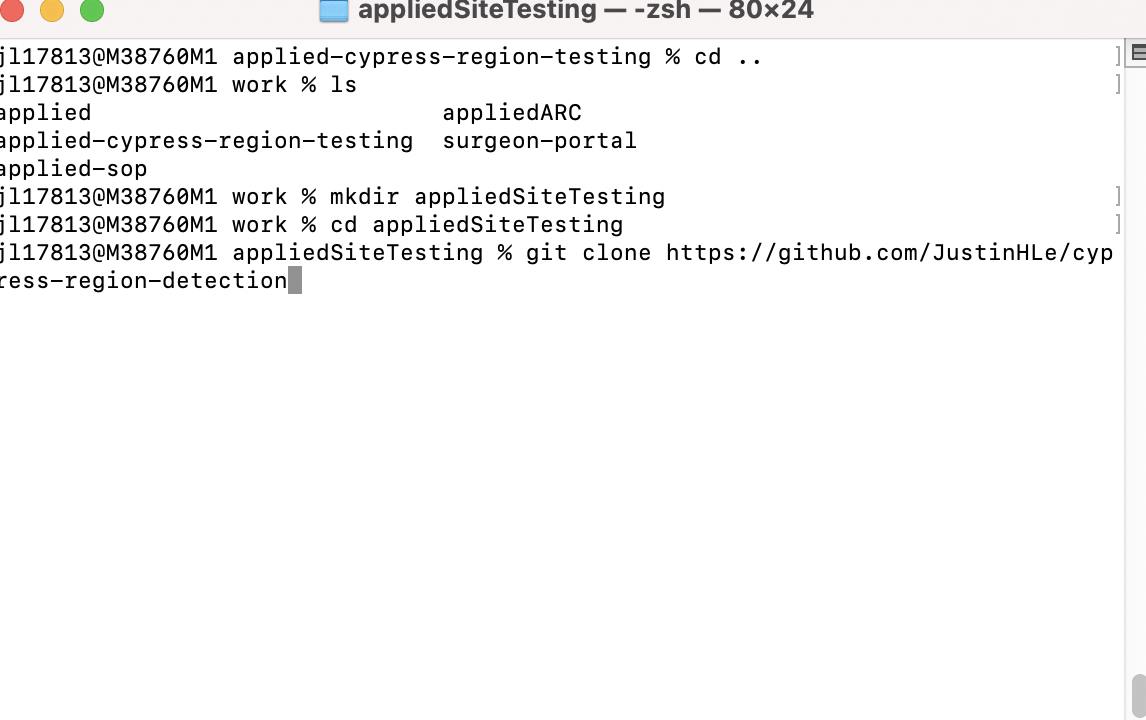 appliedSiteTesting — -zsh — 80×24
jl17813@M38760M1 applied-cypress-region-testing % cd ..
jl17813@M38760M1 work % ls
applied appliedARC
applied-cypress-region-testing surgeon-portal
applied-sop
jl17813@M38760M1 work % mkdir appliedSiteTesting
jl17813@M38760M1 work % cd appliedSiteTesting
jl17813@M38760M1 appliedSiteTesting % git clone https://github.com/JustinHLe/cyp
ress-region-detection